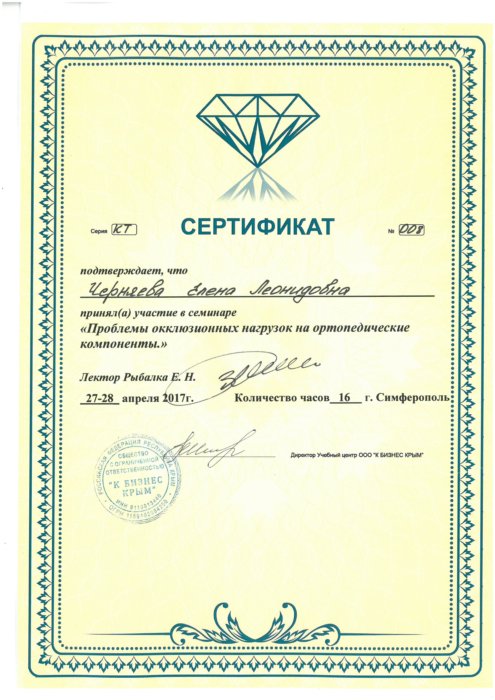 СЕРТИФИКАТ
Серия КТ № 008
подтверждает, что
Черняева Елена Леонидовна
принял(а) участие в семинаре
«Проблемы окклюзионных нагрузок на ортопедические
компоненты.»
Лектор Рыбалка Е. Н.
27-28 апреля 2017г. Количество часов 16 г. Симферополь
Директор Учебный центр ООО "К БИЗНЕС КРЫМ"
РОССИЙСКАЯ ФЕДЕРАЦИЯ РЕСПУБЛИКА КРЫМ
ОБЩЕСТВО
С ОГРАНИЧЕННОЙ
ОТВЕТСТВЕННОСТЬЮ
"К БИЗНЕС
КРЫМ"
ИНН
ОГРН